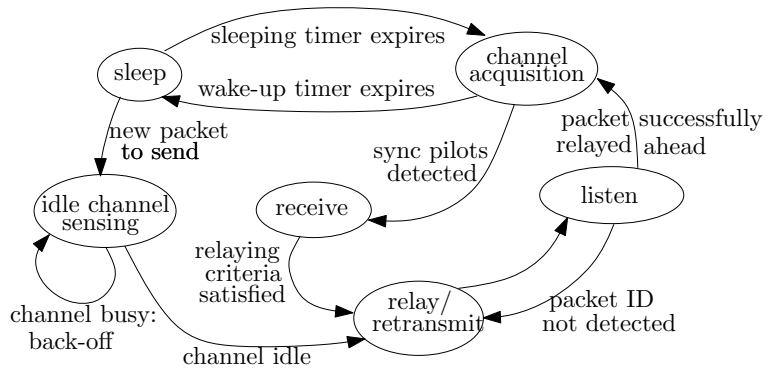 sleeping timer expires
sleep
channel
acquisition
wake-up timer expires
new packet
to send
packet successfully
relayed ahead
sync pilots
detected
idle channel
sensing
receive
listen
relaying
criteria
satisfied
relay/
retransmit
packet ID
not detected
channel busy:
back-off
channel idle